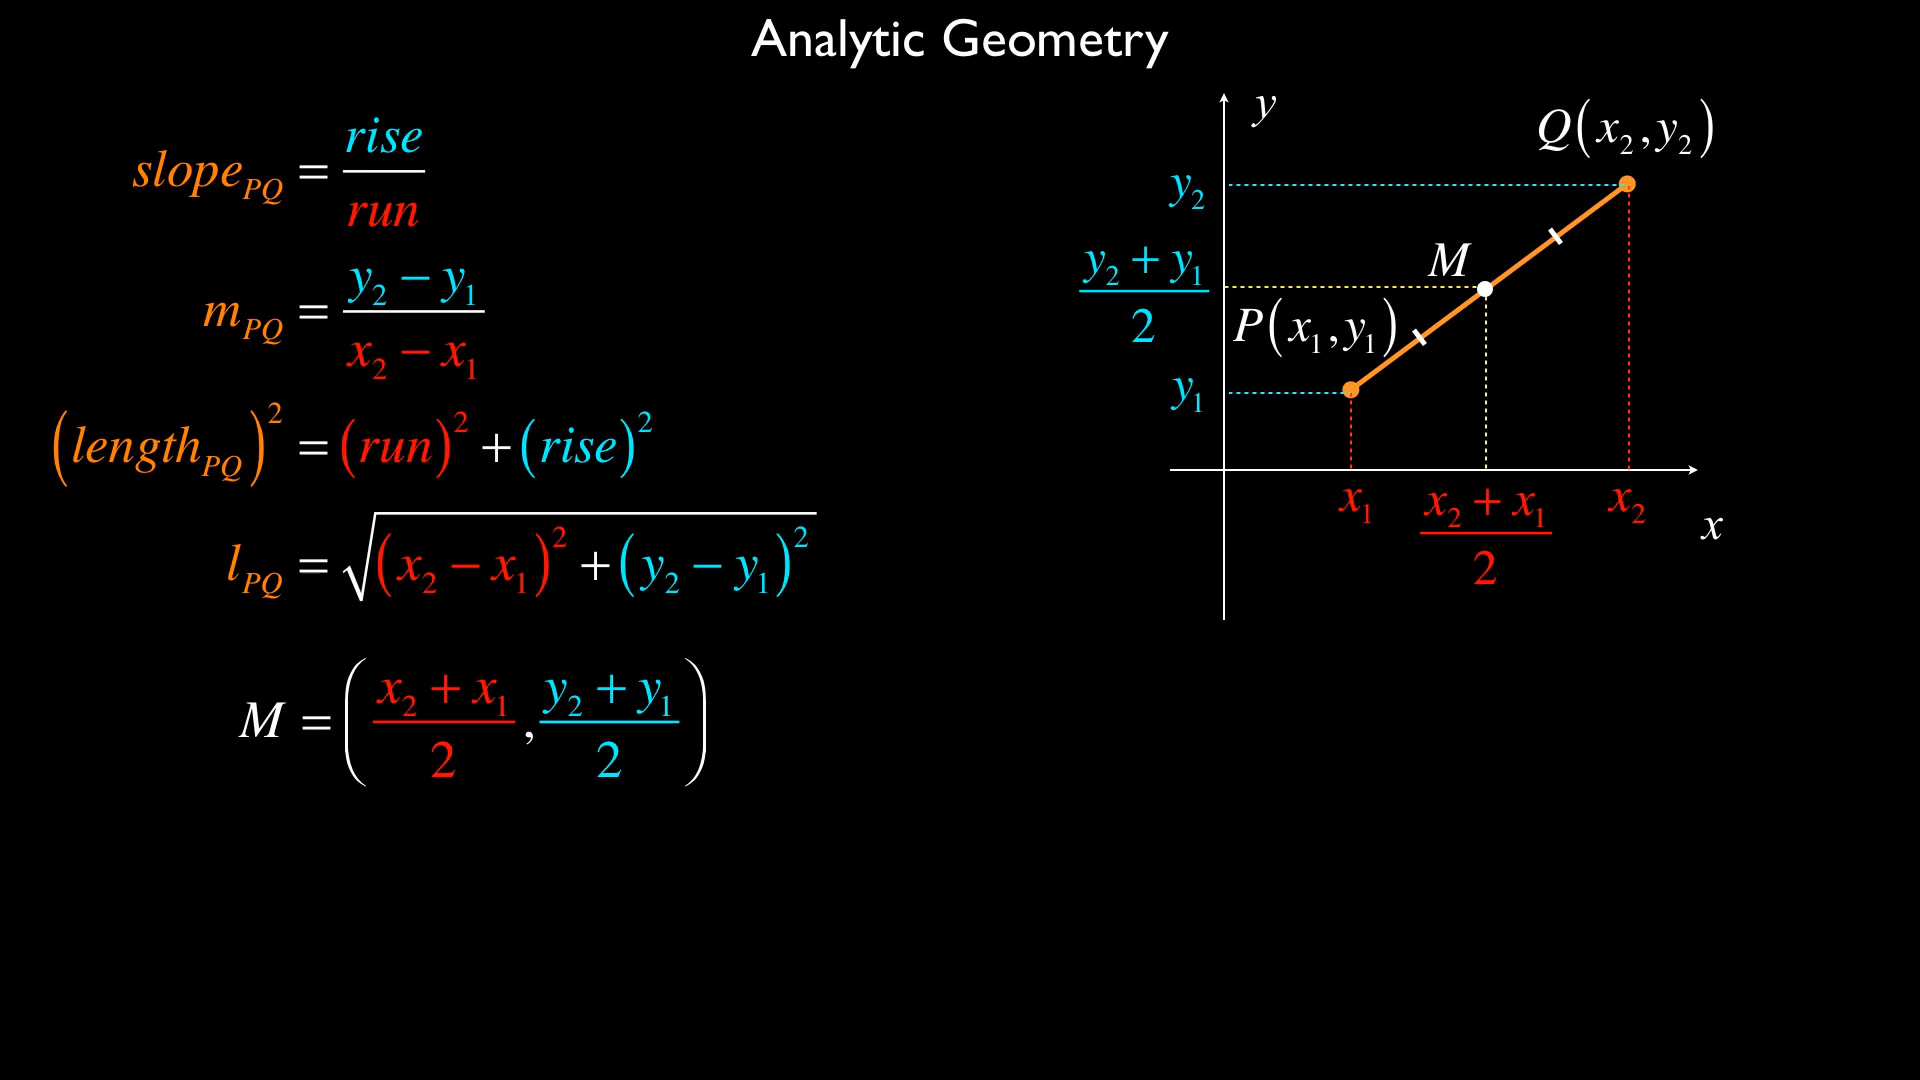 Analytic Geometry
slope_PQ = rise / run
m_PQ = (y₂ − y₁) / (x₂ − x₁)
(length_PQ)² = (run)² + (rise)²
l_PQ = √((x₂ − x₁)² + (y₂ − y₁)²)
M = ((x₂ + x₁) / 2, (y₂ + y₁) / 2)
y
Q(x₂, y₂)
y₂
M
(y₂ + y₁) / 2
P(x₁, y₁)
y₁
x₁
(x₂ + x₁) / 2
x₂
x